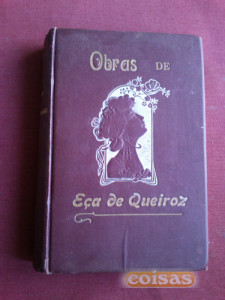 Obras DE
Eça de Queiroz
coisas